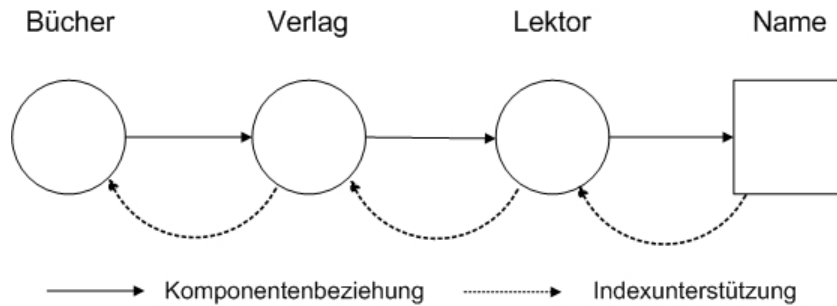 Bücher Verlag Lektor Name
Komponentenbeziehung Indexunterstützung